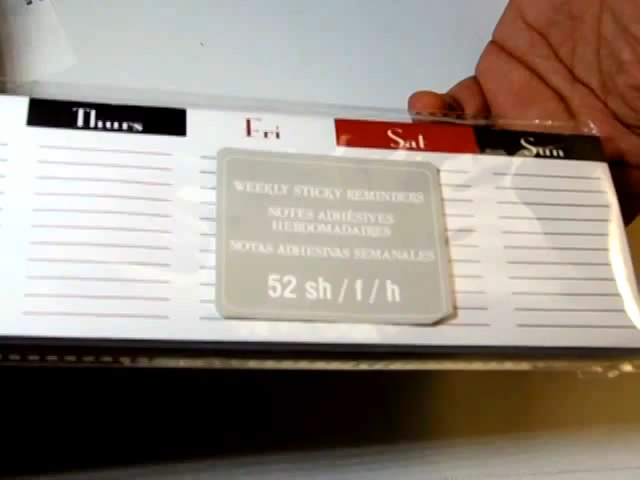 Thurs Fri Sat Sun
WEEKLY STICKY REMINDERS
NOTES ADHÉSIVES
HEBDOMADAIRES
NOTAS ADHESIVAS SEMANALES
52 sh / f / h